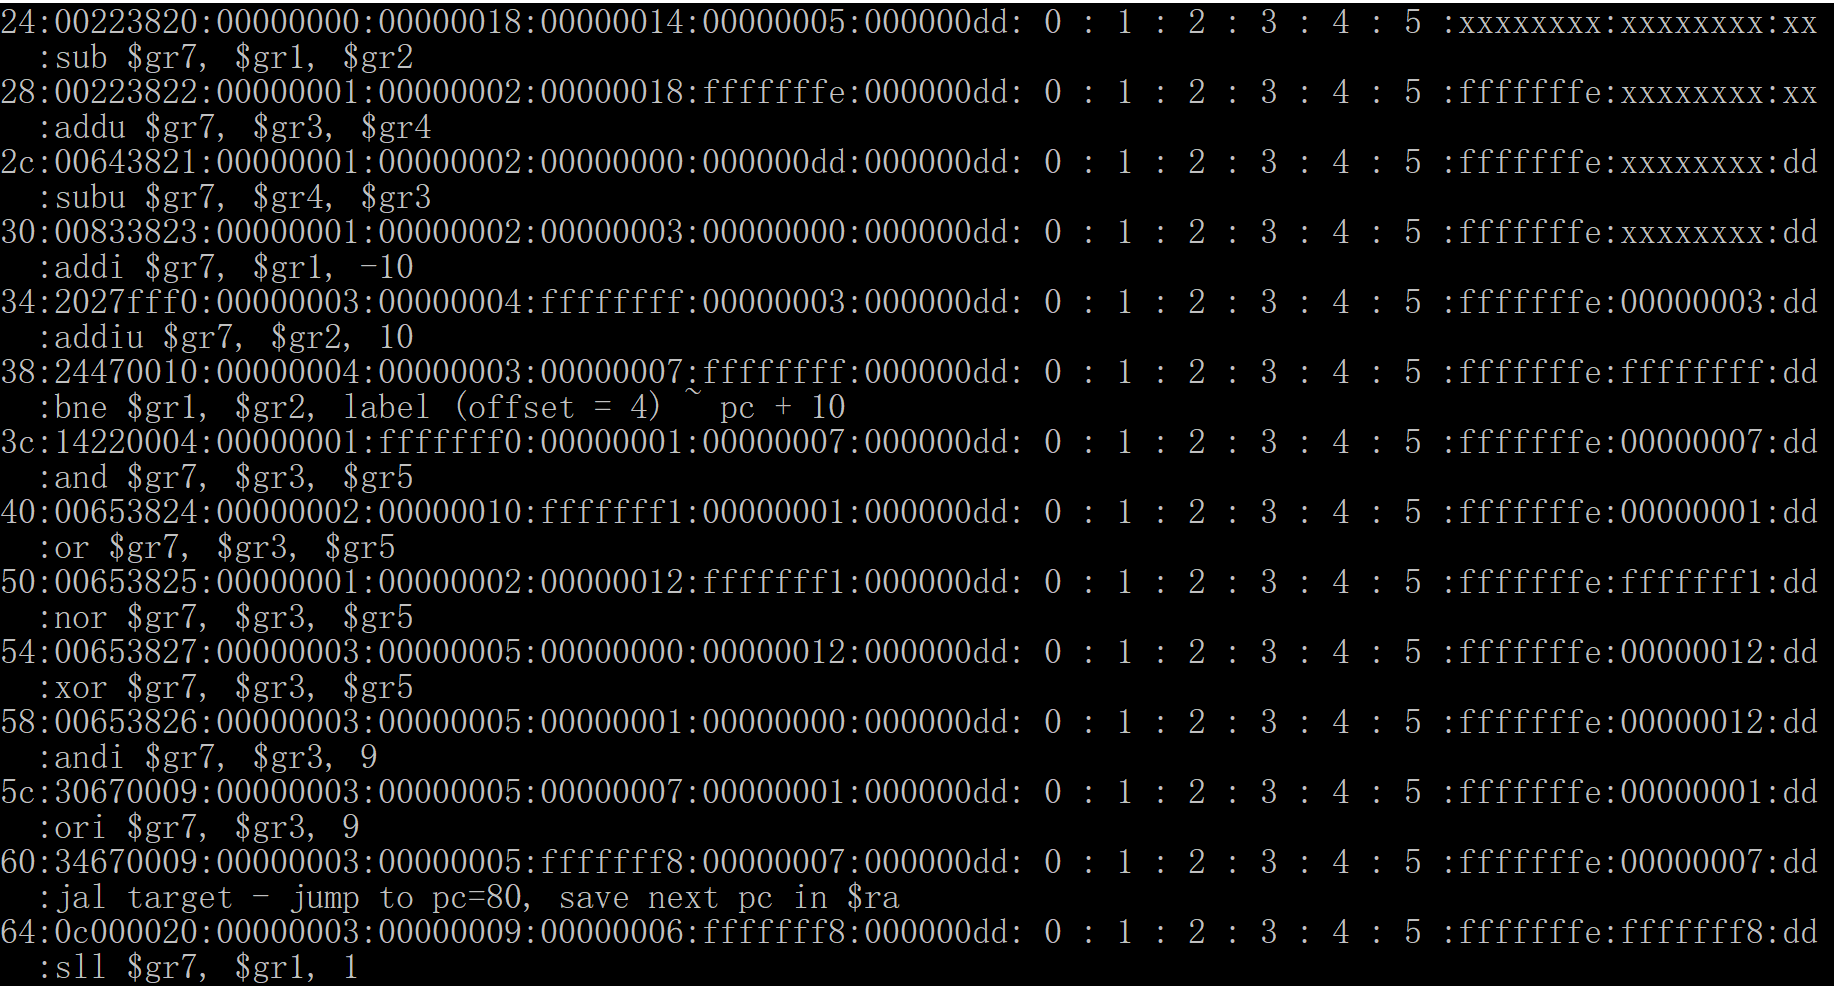 24:00223820:00000000:00000018:00000014:00000005:000000dd: 0 : 1 : 2 : 3 : 4 : 5 :xxxxxxxx:xxxxxxxx:xx
:sub $gr7, $gr1, $gr2
28:00223822:00000001:00000002:00000018:fffffffe:000000dd: 0 : 1 : 2 : 3 : 4 : 5 :fffffffe:xxxxxxxx:xx
:addu $gr7, $gr3, $gr4
2c:00643821:00000001:00000002:00000000:000000dd:000000dd: 0 : 1 : 2 : 3 : 4 : 5 :fffffffe:xxxxxxxx:dd
:subu $gr7, $gr4, $gr3
30:00833823:00000001:00000002:00000003:00000000:000000dd: 0 : 1 : 2 : 3 : 4 : 5 :fffffffe:xxxxxxxx:dd
:addi $gr7, $gr1, -10
34:2027fff0:00000003:00000004:ffffffff:00000003:000000dd: 0 : 1 : 2 : 3 : 4 : 5 :fffffffe:00000003:dd
:addiu $gr7, $gr2, 10
38:24470010:00000004:00000003:00000007:ffffffff:000000dd: 0 : 1 : 2 : 3 : 4 : 5 :fffffffe:ffffffff:dd
:bne $gr1, $gr2, label (offset = 4) ~ pc + 10
3c:14220004:00000001:fffffff0:00000001:00000007:000000dd: 0 : 1 : 2 : 3 : 4 : 5 :fffffffe:00000007:dd
:and $gr7, $gr3, $gr5
40:00653824:00000002:00000010:fffffff1:00000001:000000dd: 0 : 1 : 2 : 3 : 4 : 5 :fffffffe:00000001:dd
:or $gr7, $gr3, $gr5
50:00653825:00000001:00000002:00000012:fffffff1:000000dd: 0 : 1 : 2 : 3 : 4 : 5 :fffffffe:fffffff1:dd
:nor $gr7, $gr3, $gr5
54:00653827:00000003:00000005:00000000:00000012:000000dd: 0 : 1 : 2 : 3 : 4 : 5 :fffffffe:00000012:dd
:xor $gr7, $gr3, $gr5
58:00653826:00000003:00000005:00000001:00000000:000000dd: 0 : 1 : 2 : 3 : 4 : 5 :fffffffe:00000012:dd
:andi $gr7, $gr3, 9
5c:30670009:00000003:00000005:00000007:00000001:000000dd: 0 : 1 : 2 : 3 : 4 : 5 :fffffffe:00000001:dd
:ori $gr7, $gr3, 9
60:34670009:00000003:00000005:fffffff8:00000007:000000dd: 0 : 1 : 2 : 3 : 4 : 5 :fffffffe:00000007:dd
:jal target - jump to pc=80, save next pc in $ra
64:0c000020:00000003:00000009:00000006:fffffff8:000000dd: 0 : 1 : 2 : 3 : 4 : 5 :fffffffe:fffffff8:dd
:sll $gr7, $gr1, 1